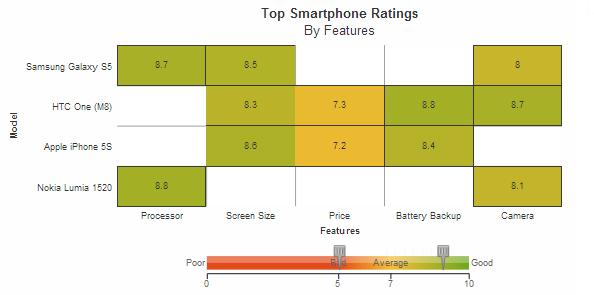 Top Smartphone Ratings
By Features
Samsung Galaxy S5 8.7 8.5 8
HTC One (M8) 8.3 7.3 8.8 8.7
Model
Apple iPhone 5S 8.6 7.2 8.4
Nokia Lumia 1520 8.8 8.1
Processor Screen Size Price Battery Backup Camera
Features
Poor Average Good
0 5 7 10